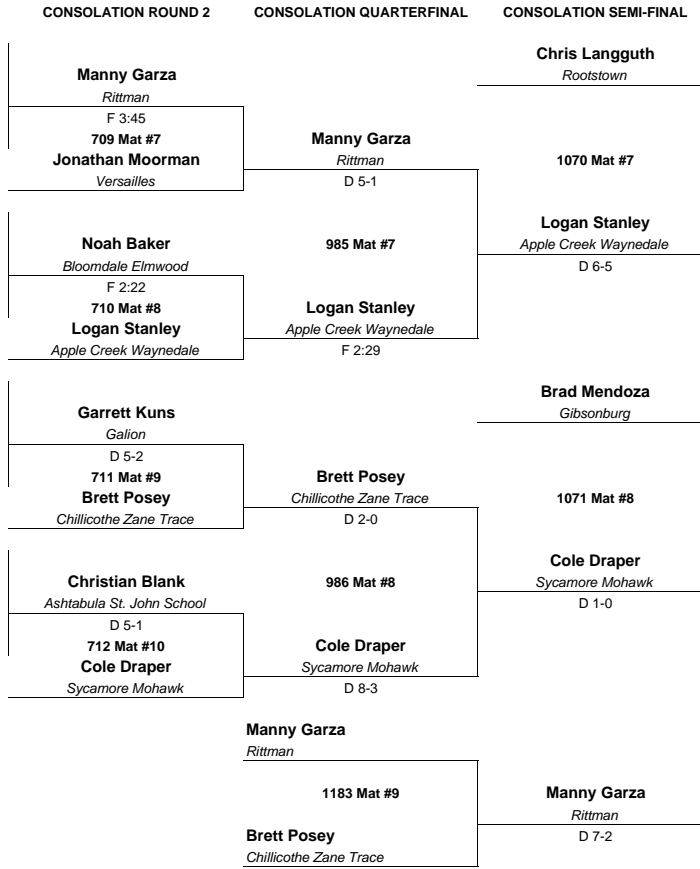 CONSOLATION ROUND 2
CONSOLATION QUARTERFINAL
CONSOLATION SEMI-FINAL
Manny Garza
Rittman
F 3:45
709 Mat #7
Jonathan Moorman
Versailles
Noah Baker
Bloomdale Elmwood
F 2:22
710 Mat #8
Logan Stanley
Apple Creek Waynedale
Garrett Kuns
Galion
D 5-2
711 Mat #9
Brett Posey
Chillicothe Zane Trace
Christian Blank
Ashtabula St. John School
D 5-1
712 Mat #10
Cole Draper
Sycamore Mohawk
Manny Garza
Rittman
D 5-1
985 Mat #7
Logan Stanley
Apple Creek Waynedale
F 2:29
Brett Posey
Chillicothe Zane Trace
D 2-0
986 Mat #8
Cole Draper
Sycamore Mohawk
D 8-3
Chris Langguth
Rootstown
1070 Mat #7
Logan Stanley
Apple Creek Waynedale
D 6-5
Brad Mendoza
Gibsonburg
1071 Mat #8
Cole Draper
Sycamore Mohawk
D 1-0
Manny Garza
Rittman
1183 Mat #9
Brett Posey
Chillicothe Zane Trace
Manny Garza
Rittman
D 7-2